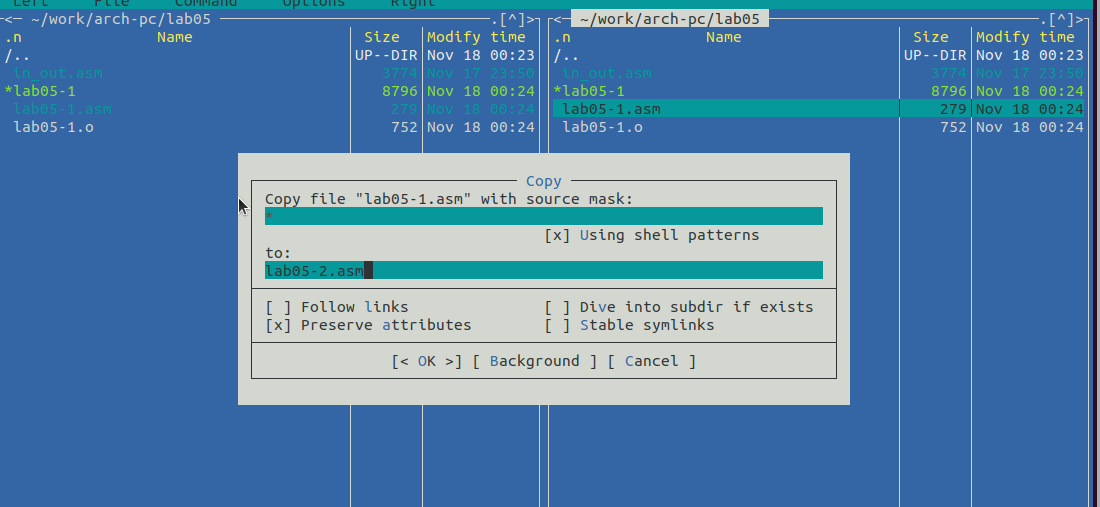 Left File Command Options Right
<─ ~/work/arch-pc/lab05 .[^]> <─ ~/work/arch-pc/lab05 .[^]>
.n Name Size Modify time .n Name Size Modify time
/.. UP--DIR Nov 18 00:23 /.. UP--DIR Nov 18 00:23
in_out.asm 3774 Nov 17 23:50 in_out.asm 3774 Nov 17 23:50
*lab05-1 8796 Nov 18 00:24 *lab05-1 8796 Nov 18 00:24
lab05-1.asm 279 Nov 18 00:24 lab05-1.asm 279 Nov 18 00:24
lab05-1.o 752 Nov 18 00:24 lab05-1.o 752 Nov 18 00:24
Copy
Copy file "lab05-1.asm" with source mask:
*
[x] Using shell patterns
to:
lab05-2.asm
[ ] Follow links [ ] Dive into subdir if exists
[x] Preserve attributes [ ] Stable symlinks
[< OK >] [ Background ] [ Cancel ]